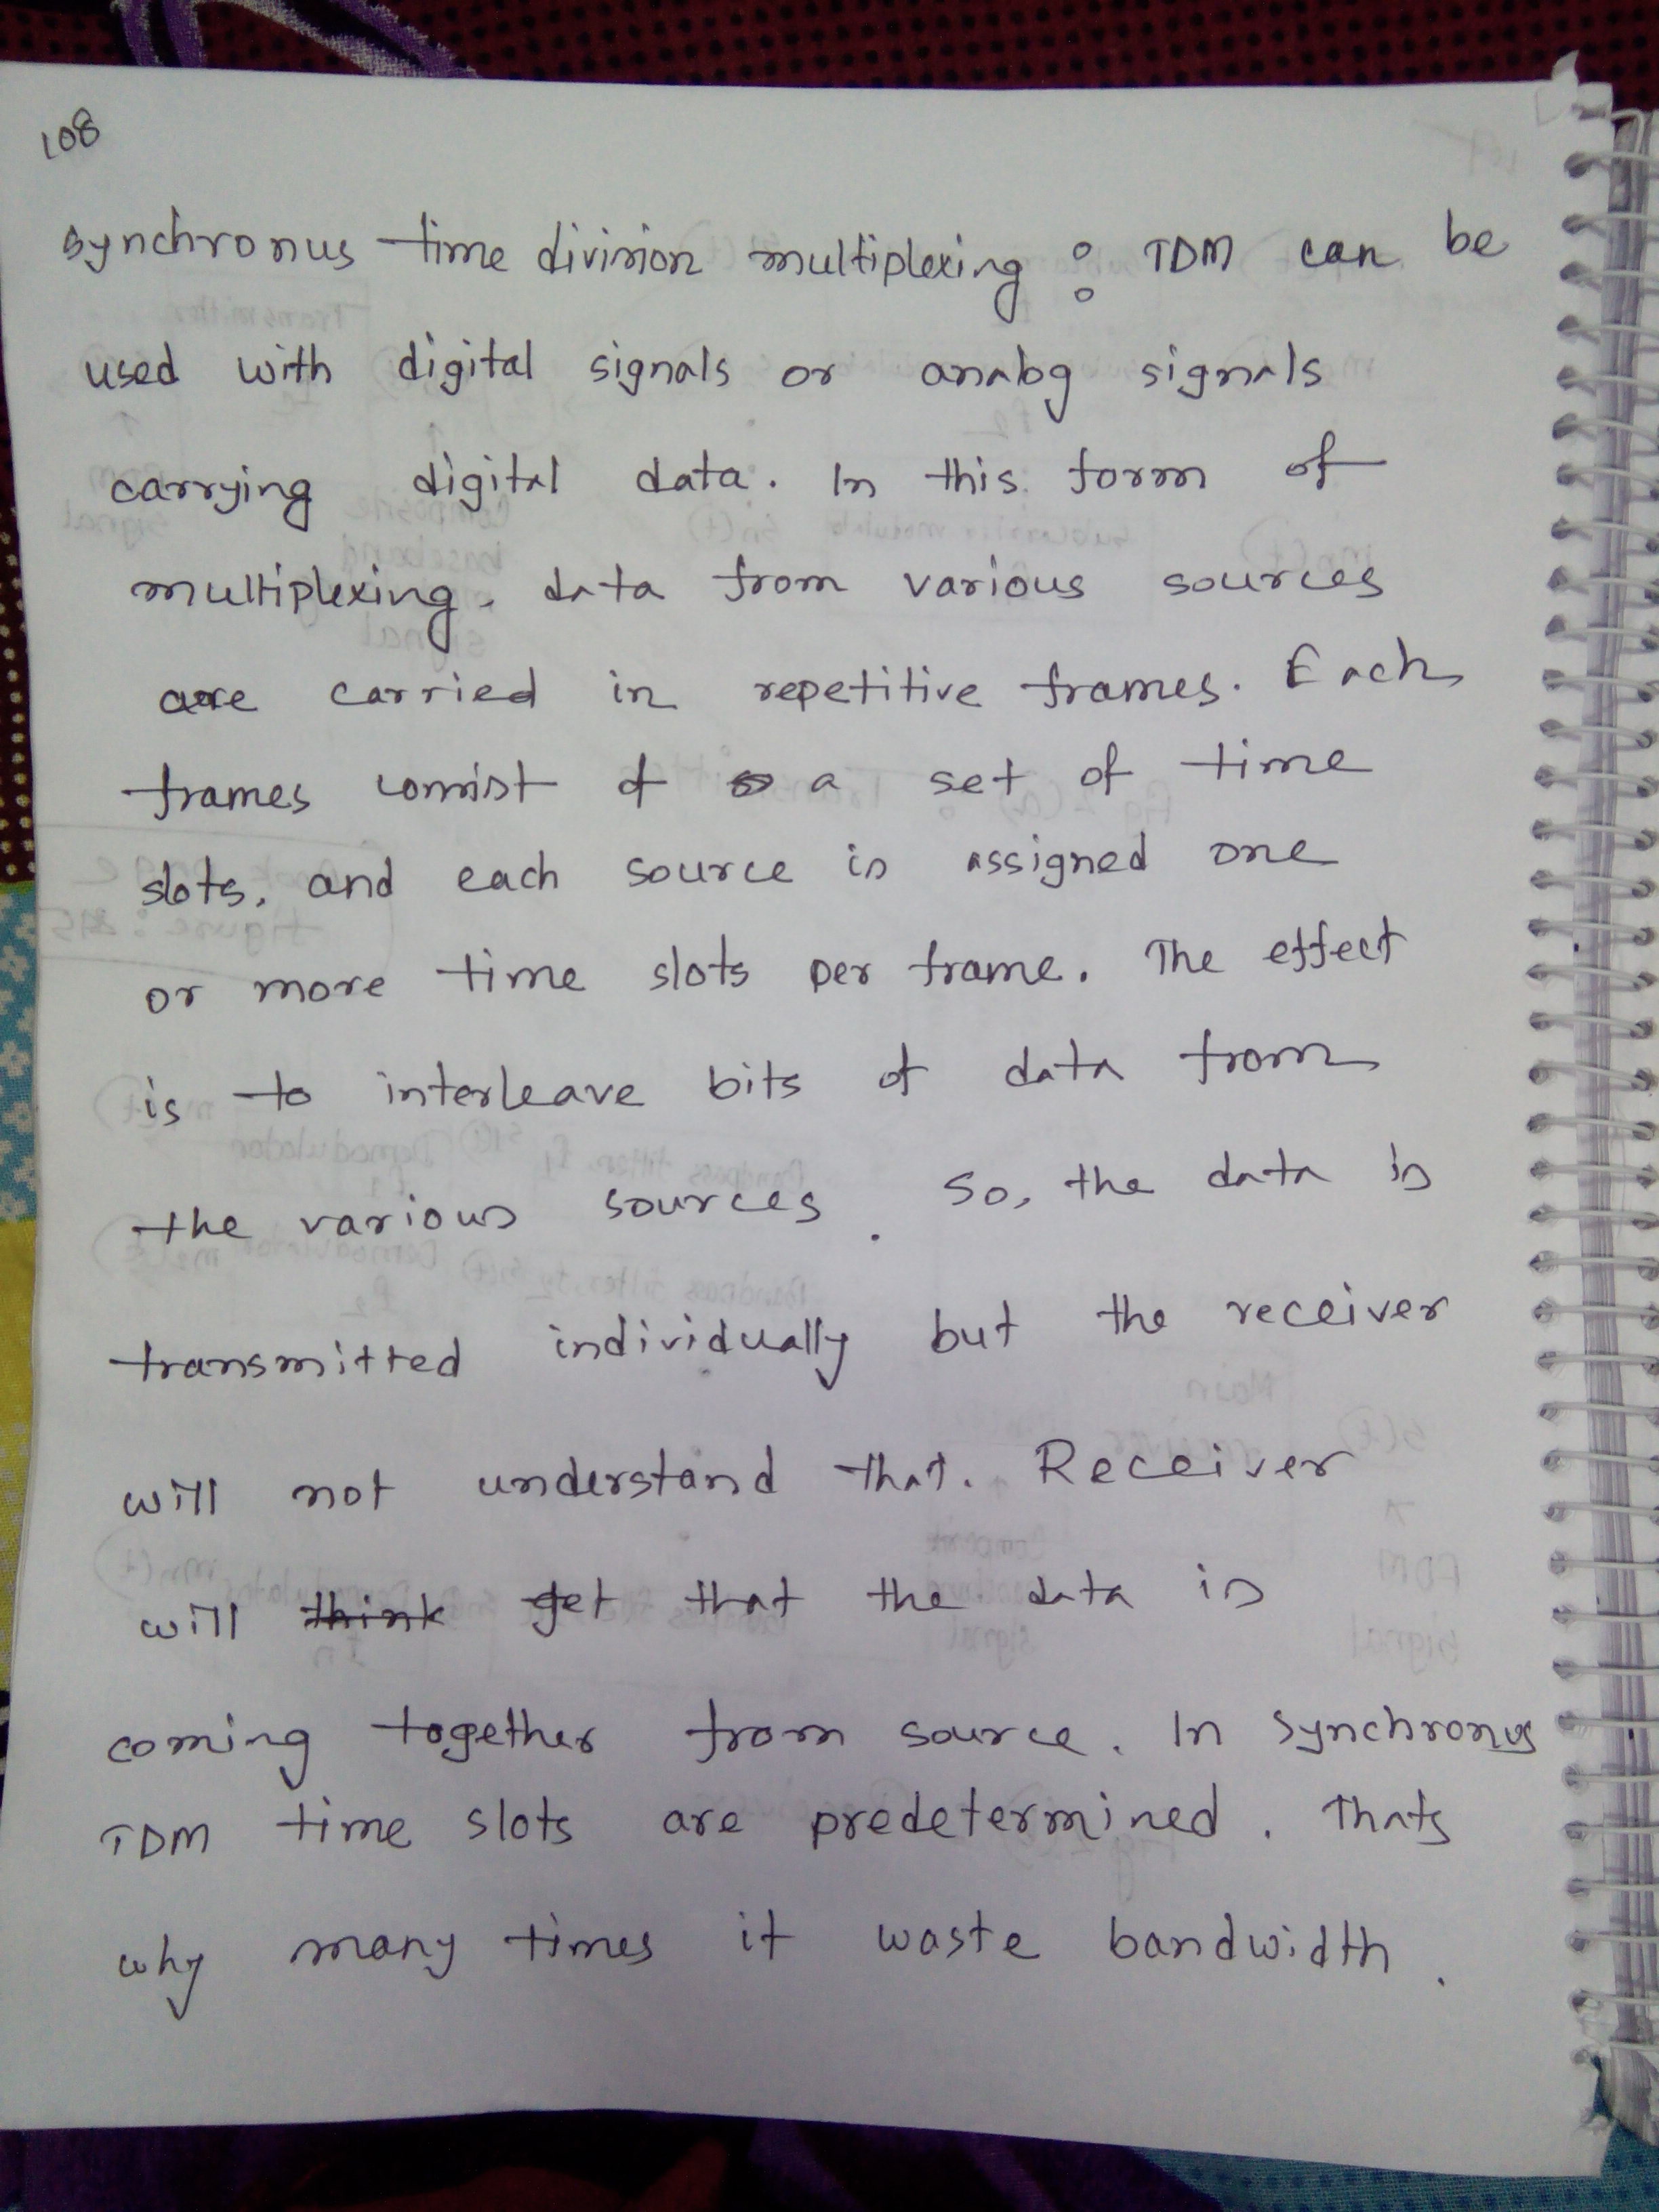 108
synchronus time division multiplexing : TDM can be
used with digital signals or analog signals
carrying digital data. In this form of
multiplexing, data from various sources
are carried in repetitive frames. Each
frames consist of a set of time
slots, and each source is assigned one
or more time slots per frame. The effect
is to interleave bits of data from
the various sources. So, the data is
transmitted individually but the receiver
will not understand that. Receiver
will think get that the data is
coming together from source. In synchronus
TDM time slots are predetermined. Thats
why many times it waste bandwidth.